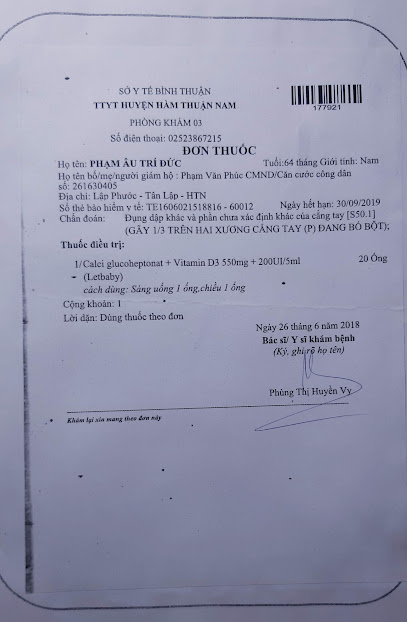 SỞ Y TẾ BÌNH THUẬN
TTYT HUYỆN HÀM THUẬN NAM
177921
PHÒNG KHÁM 03
Số điện thoại: 02523867215
ĐƠN THUỐC
Họ tên: PHẠM ÂU TRÍ ĐỨC Tuổi:64 tháng Giới tính: Nam
Họ tên bố/mẹ/người giám hộ : Phạm Văn Phúc CMND/Căn cước công dân
số: 261630405
Địa chỉ: Lập Phước - Tân Lập - HTN
Số thẻ bảo hiểm y tế: TE1606021518816 - 60012 Ngày hết hạn: 30/09/2019
Chẩn đoán: Đụng dập khác và phần chưa xác định khác của cẳng tay [S50.1]
(GÃY 1/3 TRÊN HAI XƯƠNG CẲNG TAY (P) ĐANG BÓ BỘT);
Thuốc điều trị:
1/Calci glucoheptonat + Vitamin D3 550mg + 200UI/5ml 20 Ống
(Letbaby)
cách dùng: Sáng uống 1 ống,chiều 1 ống
Cộng khoản: 1
Lời dặn: Dùng thuốc theo đơn
Ngày 26 tháng 6 năm 2018
Bác sĩ/ Y sĩ khám bệnh
(Ký, ghi rõ họ tên)
Phùng Thị Huyền Vy
Khám lại xin mang theo đơn này